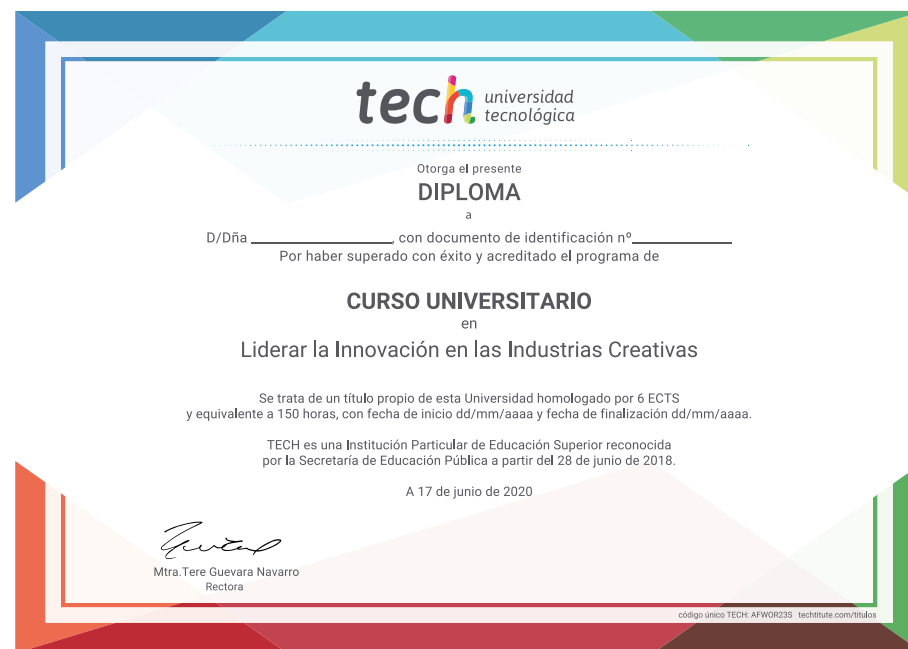 tech universidad
tecnológica
Otorga el presente
DIPLOMA
a
D/Dña ____________________, con documento de identificación nº______________
Por haber superado con éxito y acreditado el programa de
CURSO UNIVERSITARIO
en
Liderar la Innovación en las Industrias Creativas
Se trata de un título propio de esta Universidad homologado por 6 ECTS
y equivalente a 150 horas, con fecha de inicio dd/mm/aaaa y fecha de finalización dd/mm/aaaa.
TECH es una Institución Particular de Educación Superior reconocida
por la Secretaría de Educación Pública a partir del 28 de junio de 2018.
A 17 de junio de 2020
Mtra.Tere Guevara Navarro
Rectora
código único TECH: AFWOR23S techtitute.com/titulos